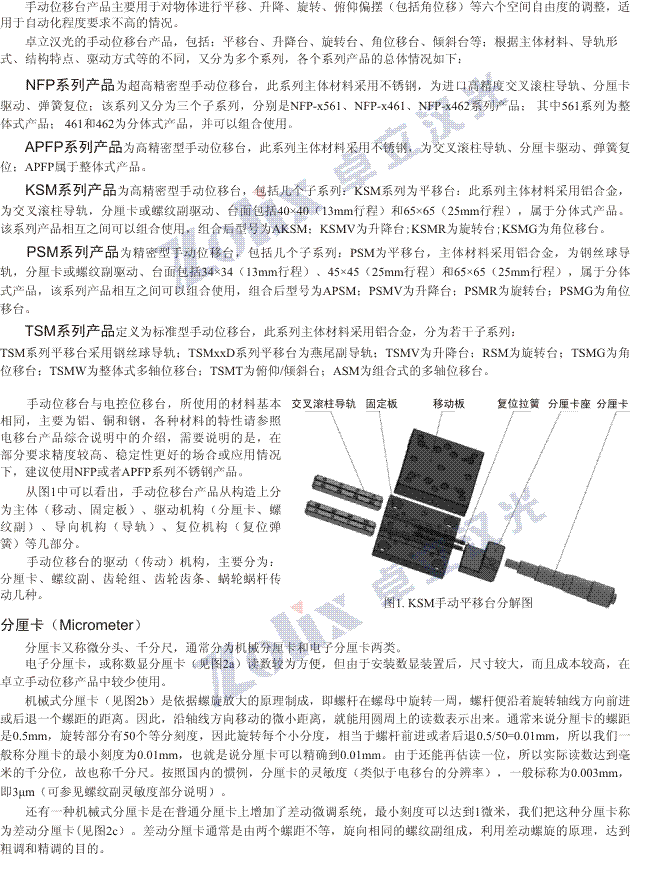 手动位移台产品主要用于对物体进行平移、升降、旋转、俯仰偏摆（包括角位移）等六个空间自由度的调整，适
用于自动化程度要求不高的情况。
卓立汉光的手动位移台产品，包括：平移台、升降台、旋转台、角位移台、倾斜台等；根据主体材料、导轨形
式、结构特点、驱动方式等的不同，又分为多个系列，各个系列产品的总体情况如下；
NFP系列产品为超高精密型手动位移台，此系列主体材料采用不锈钢，为进口高精度交叉滚柱导轨、分厘卡
驱动、弹簧复位；该系列又分为三个子系列，分别是NFP-x561、NFP-x461、NFP-x462系列产品； 其中561系列为整
体式产品； 461和462为分体式产品，并可以组合使用。
APFP系列产品为高精密型手动位移台，此系列主体材料采用不锈钢，为交叉滚柱导轨、分厘卡驱动、弹簧复
位；APFP属于整体式产品。
KSM系列产品为高精密型手动位移台，包括几个子系列：KSM系列为平移台：此系列主体材料采用铝合金，
为交叉滚柱导轨，分厘卡或螺纹副驱动、台面包括40×40（13mm行程）和65×65（25mm行程），属于分体式产品。
该系列产品相互之间可以组合使用，组合后型号为AKSM；KSMV为升降台；KSMR为旋转台；KSMG为角位移台。
PSM系列产品为精密型手动位移台，包括几个子系列：PSM为平移台，主体材料采用铝合金，为钢丝球导
轨，分厘卡或螺纹副驱动、台面包括34×34（13mm行程）、45×45（25mm行程）和65×65（25mm行程），属于分体
式产品，该系列产品相互之间可以组合使用，组合后型号为APSM；PSMV为升降台；PSMR为旋转台；PSMG为角位
移台。
TSM系列产品定义为标准型手动位移台，此系列主体材料采用铝合金，分为若干子系列：
TSM系列平移台采用钢丝球导轨；TSMxxD系列平移台为燕尾副导轨；TSMV为升降台；RSM为旋转台；TSMG为角
位移台；TSMW为整体式多轴位移台；TSMT为俯仰/倾斜台；ASM为组合式的多轴位移台。
手动位移台与电控位移台，所使用的材料基本
相同，主要为铝、铜和钢，各种材料的特性请参照
电移台产品综合说明中的介绍，需要说明的是，在
部分要求精度较高、稳定性更好的场合或应用情况
下，建议使用NFP或者APFP系列不锈钢产品。
从图1中可以看出，手动位移台产品从构造上分
为主体（移动、固定板）、驱动机构（分厘卡、螺
纹副）、导向机构（导轨）、复位机构（复位弹
簧）等几部分。
手动位移台的驱动（传动）机构，主要分为：
分厘卡、螺纹副、齿轮组、齿轮齿条、蜗轮蜗杆传
动几种。
交叉滚柱导轨 固定板 移动板 复位拉簧 分厘卡座 分厘卡
图1. KSM手动平移台分解图
分厘卡（Micrometer）
分厘卡又称微分头、千分尺，通常分为机械分厘卡和电子分厘卡两类。
电子分厘卡，或称数显分厘卡（见图2a）读数较为方便，但由于安装数显装置后，尺寸较大，而且成本较高，在
卓立手动位移产品中较少使用。
机械式分厘卡（见图2b）是依据螺旋放大的原理制成，即螺杆在螺母中旋转一周，螺杆便沿着旋转轴线方向前进
或后退一个螺距的距离。因此，沿轴线方向移动的微小距离，就能用圆周上的读数表示出来。通常来说分厘卡的螺距
是0.5mm，旋转部分有50个等分刻度，因此旋转每个小分度，相当于螺杆前进或者后退0.5/50=0.01mm，所以我们一
般称分厘卡的最小刻度为0.01mm，也就是说分厘卡可以精确到0.01mm。由于还能再估读一位，所以实际读数达到毫
米的千分位，故也称千分尺。按照国内的惯例，分厘卡的灵敏度（类似于电移台的分辨率），一般标称为0.003mm，
即3μm（可参见螺纹副灵敏度部分说明）。
还有一种机械式分厘卡是在普通分厘卡上增加了差动微调系统，最小刻度可以达到1微米，我们把这种分厘卡称
为差动分厘卡(见图2c）。差动分厘卡通常是由两个螺距不等，旋向相同的螺纹副组成，利用差动螺旋的原理，达到
粗调和精调的目的。
Zolix 卓立汉光
Zolix 卓立汉光